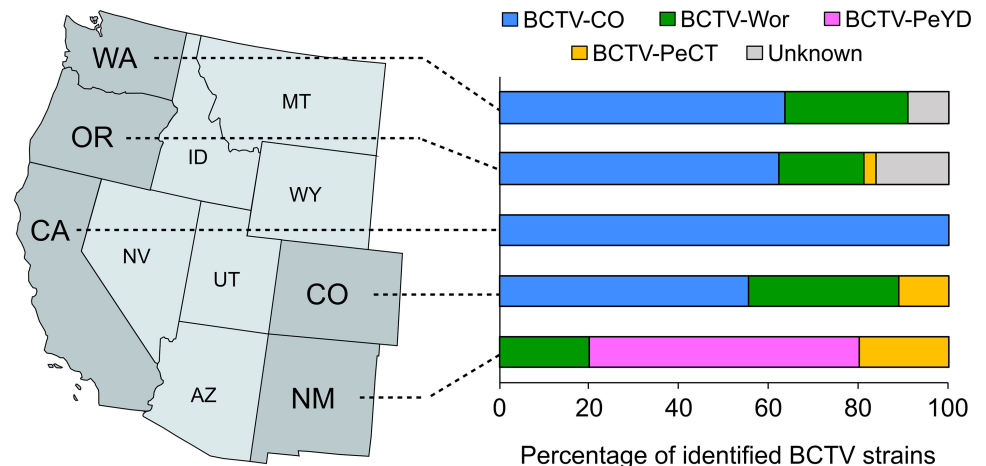 BCTV-CO BCTV-Wor BCTV-PeYD
BCTV-PeCT Unknown
WA
MT
OR
ID
WY
CA
NV
UT
CO
AZ
NM
0 20 40 60 80 100
Percentage of identified BCTV strains